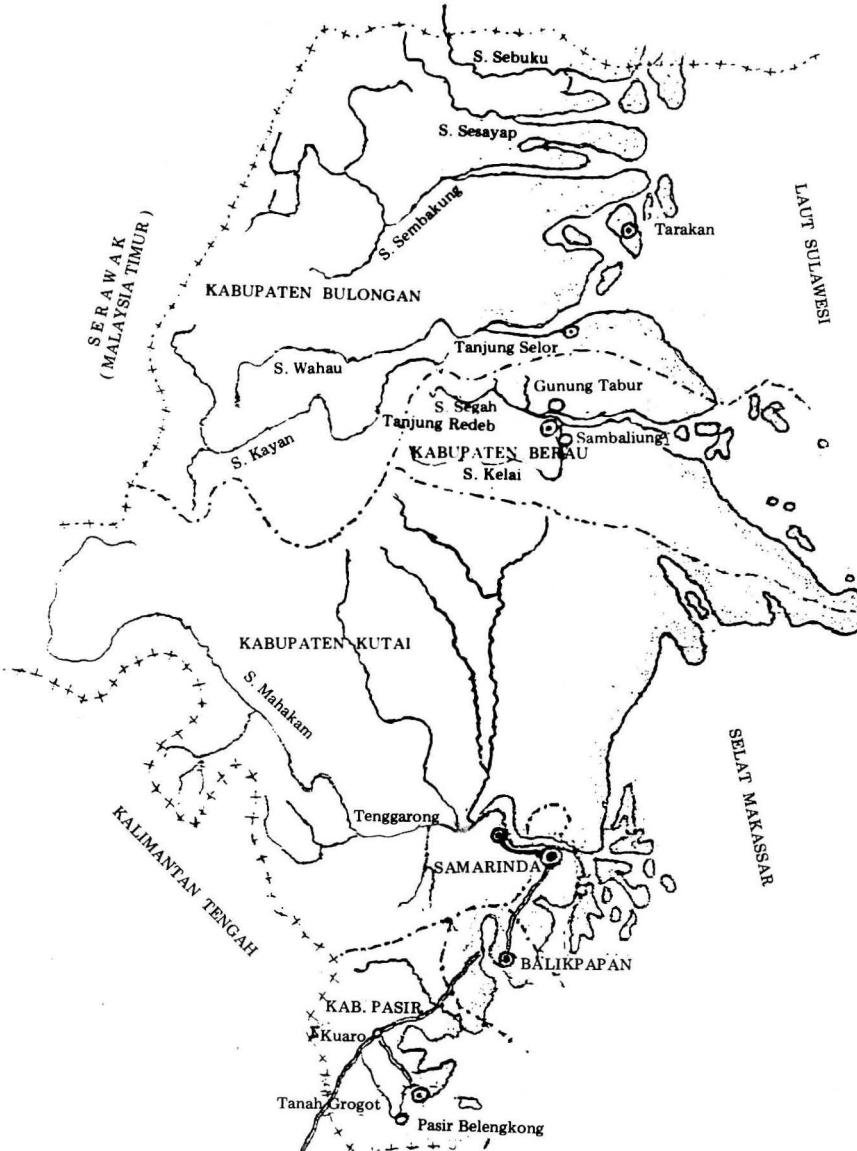 S. Sebuku
S. Sesayap
S. Sembakung
Tarakan
LAUT SULAWESI
SERAWAK
(MALAYSIA TIMUR)
KABUPATEN BULONGAN
Tanjung Selor
S. Wahau
Gunung Tabur
S. Segah
Tanjung Redeb
Sambaliung
S. Kayan
KABUPATEN BERAU
S. Kelai
KABUPATEN KUTAI
S. Mahakam
SELAT MAKASSAR
Tenggarong
KALIMANTAN TENGAH
SAMARINDA
BALIKPAPAN
KAB. PASIR
Kuaro
Tanah Grogot
Pasir Belengkong